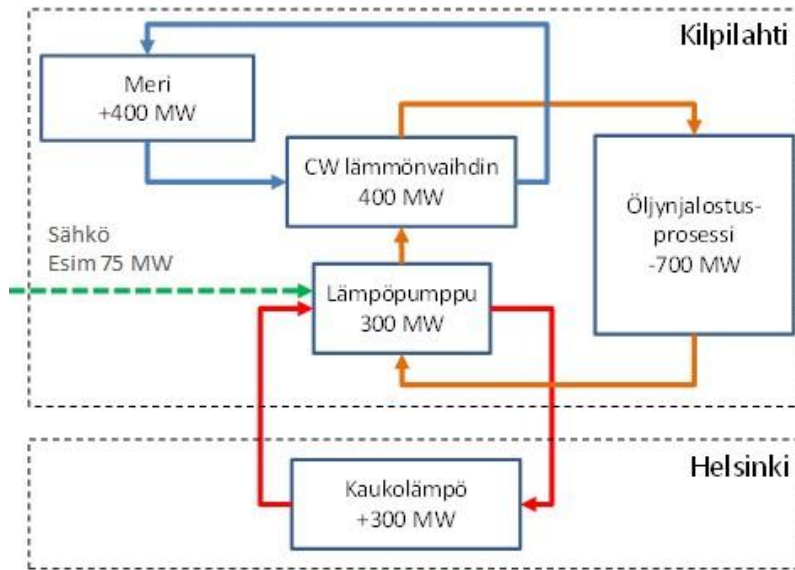 Kilpilahti
Meri
+400 MW
CW lämmönvaihdin
400 MW
Öljynjalostus-
prosessi
-700 MW
Sähkö
Esim 75 MW
Lämpöpumppu
300 MW
Helsinki
Kaukolämpö
+300 MW